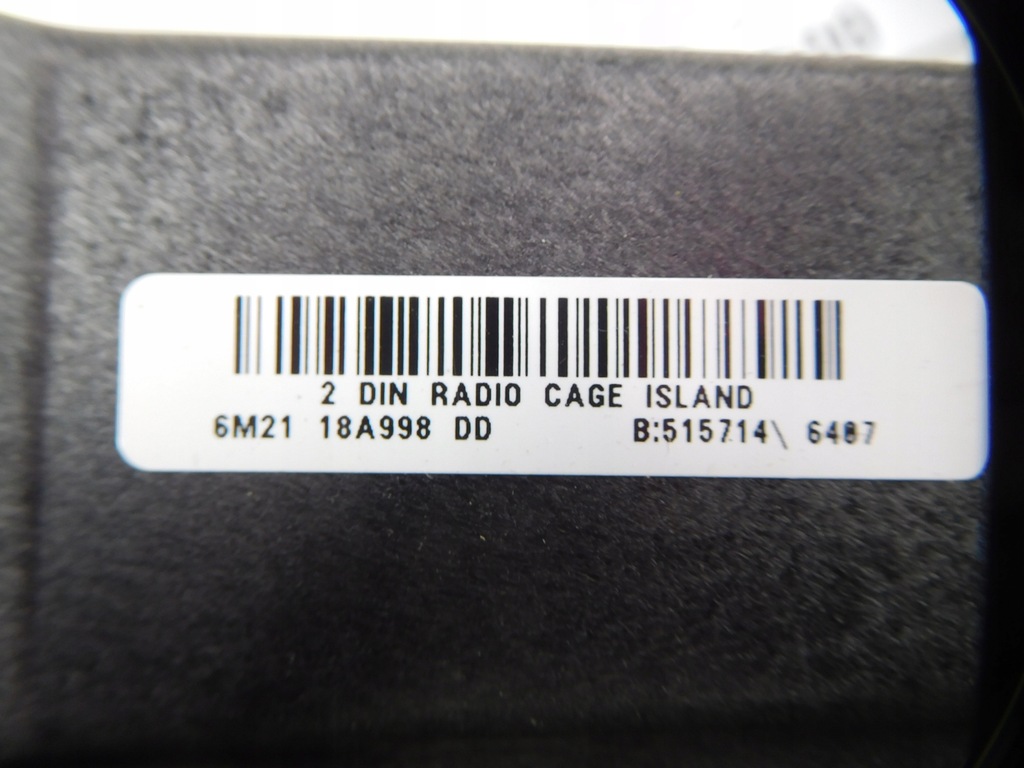 2 DIN RADIO CAGE ISLAND
6M21 18A998 DD B:515714\ 6487